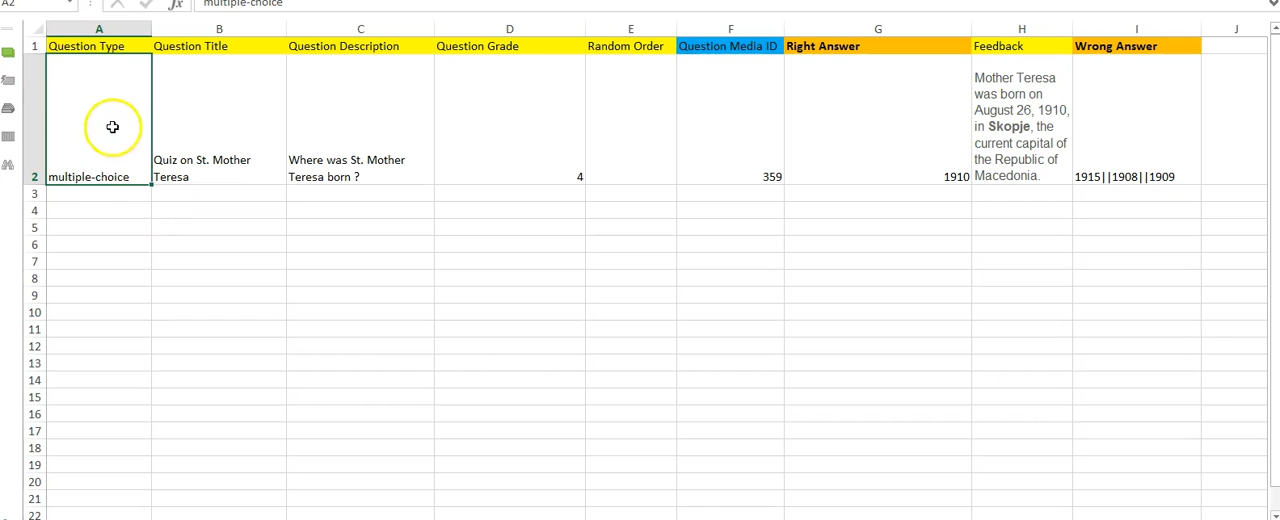 A2
multiple-choice
A B C D E F G H I J
1 Question Type Question Title Question Description Question Grade Random Order Question Media ID Right Answer Feedback Wrong Answer
Mother Teresa
was born on
August 26, 1910,
in Skopje, the
current capital of
the Republic of
Macedonia.
Quiz on St. Mother
Teresa
Where was St. Mother
Teresa born ?
2 multiple-choice 4 359 1910 1915||1908||1909
3
4
5
6
7
8
9
10
11
12
13
14
15
16
17
18
19
20
21
22